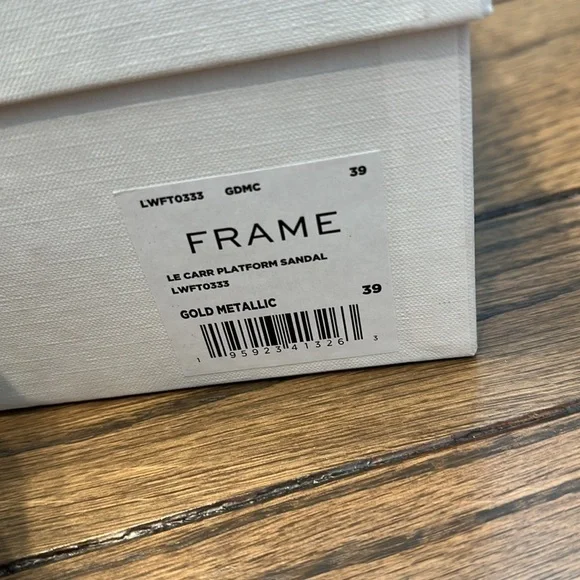 LWFT0333 GDMC 39
FRAME
LE CARR PLATFORM SANDAL
LWFT0333
GOLD METALLIC 39
1 95923 41326 3